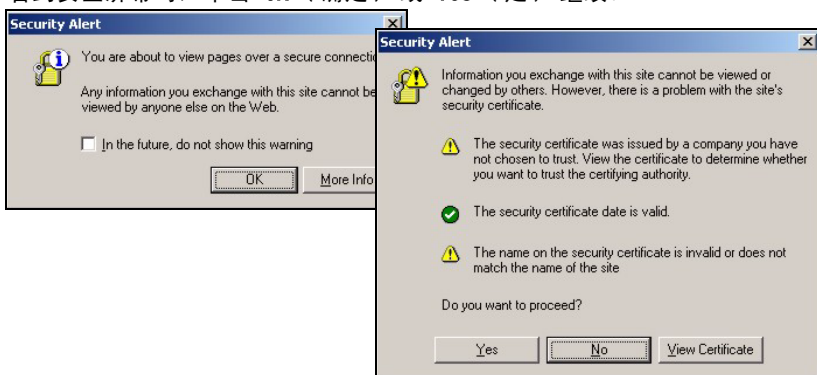 Security Alert
You are about to view pages over a secure
Any information you exchange with this site cannot be
viewed by anyone else on the Web.
In the future, do not show this warning
OK
More Info
Security Alert
Information you exchange with this site cannot be viewed or
changed by others. However, there is a problem with the site's
security certificate.
The security certificate was issued by a company you have
not chosen to trust. View the certificate to determine whether
you want to trust the certifying authority.
The security certificate date is valid.
The name on the security certificate is invalid or does not
match the name of the site
Do you want to proceed?
Yes
No
View Certificate